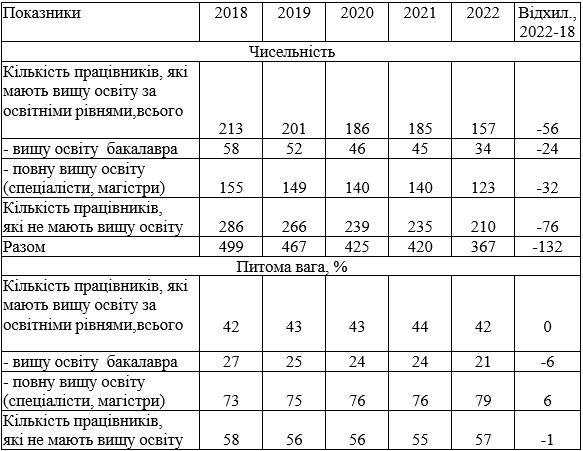 Показники 2018 2019 2020 2021 2022 Відхил., 2022-18
Чисельність
Кількість працівників, які
мають вищу освіту за
освітніми рівнями,всього
213 201 186 185 157 -56
- вищу освіту бакалавра 58 52 46 45 34 -24
- повну вищу освіту
(спеціалісти, магістри) 155 149 140 140 123 -32
Кількість працівників,
які не мають вищу освіту 286 266 239 235 210 -76
Разом 499 467 425 420 367 -132
Питома вага, %
Кількість працівників, які
мають вищу освіту за
освітніми рівнями,всього 42 43 43 44 42 0
- вищу освіту бакалавра 27 25 24 24 21 -6
- повну вищу освіту
(спеціалісти, магістри) 73 75 76 76 79 6
Кількість працівників,
які не мають вищу освіту 58 56 56 55 57 -1